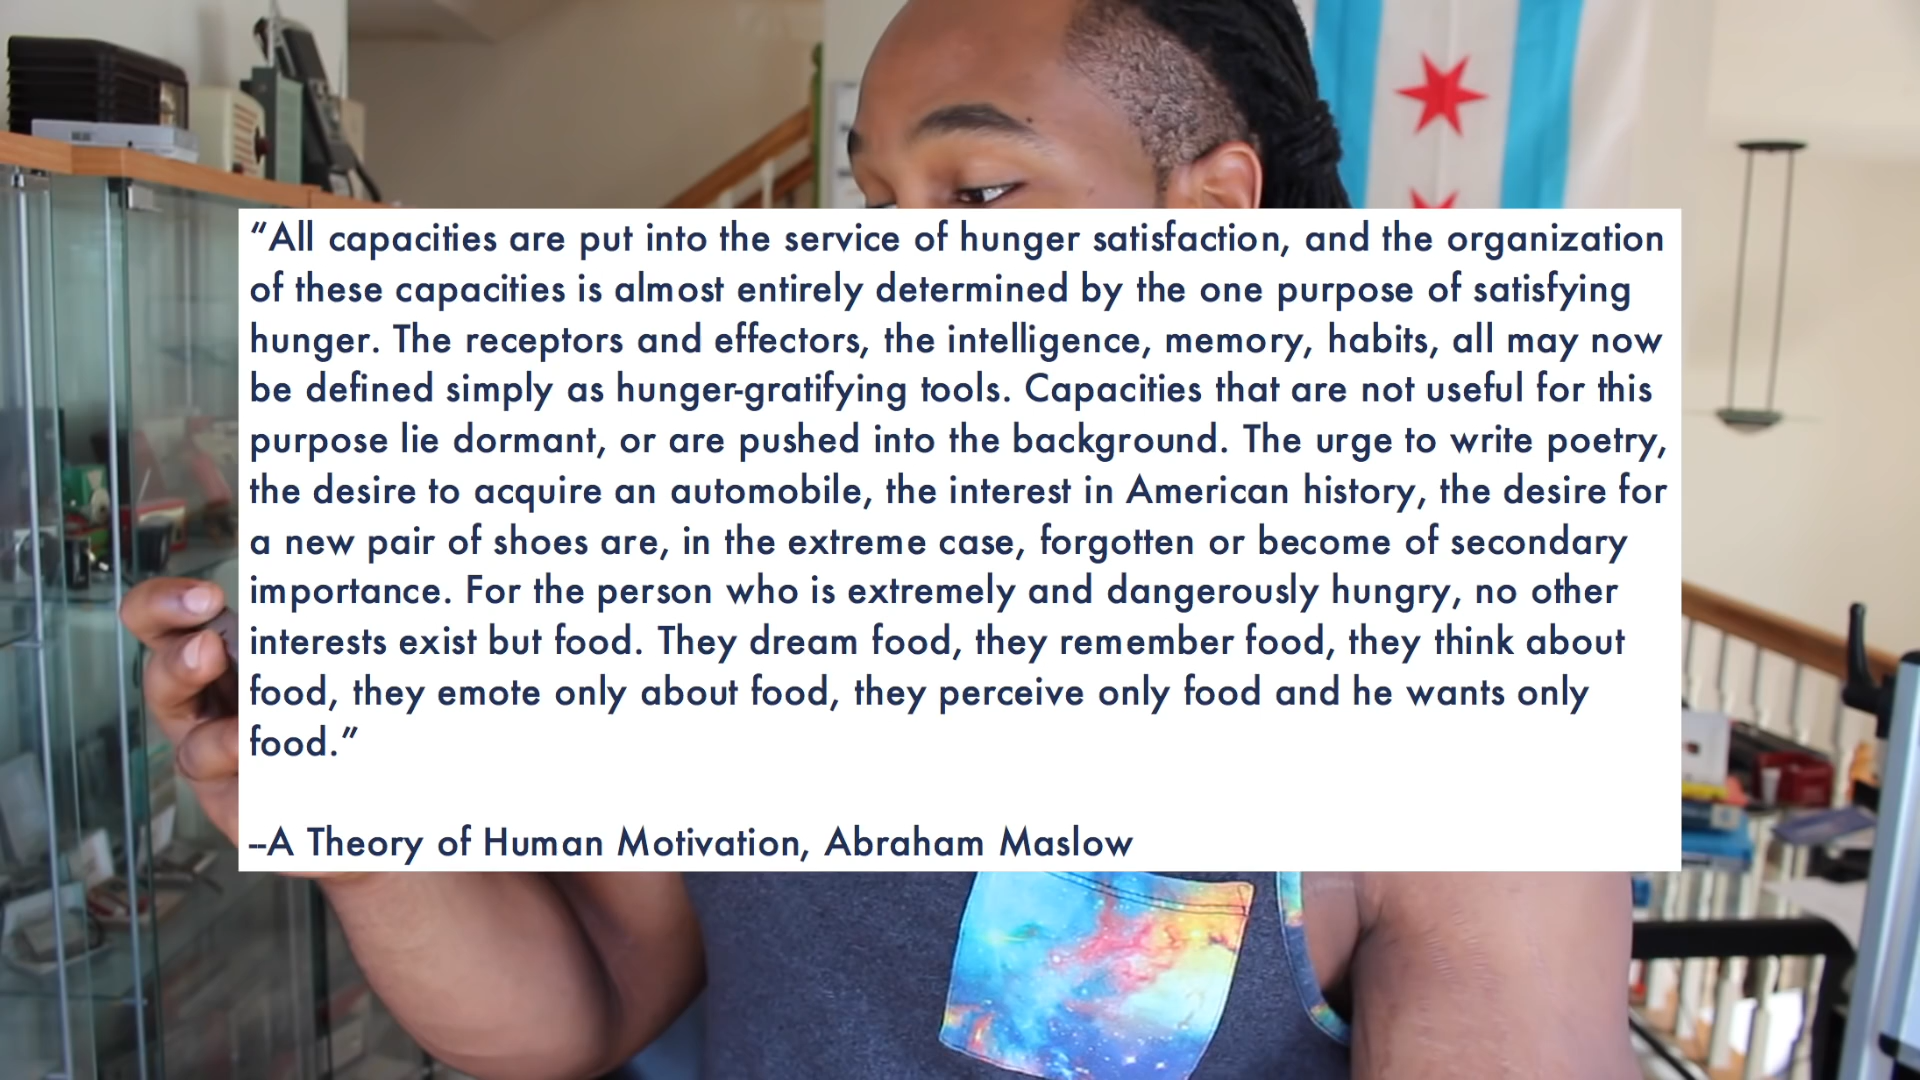 “All capacities are put into the service of hunger satisfaction, and the organization
of these capacities is almost entirely determined by the one purpose of satisfying
hunger. The receptors and effectors, the intelligence, memory, habits, all may now
be defined simply as hunger-gratifying tools. Capacities that are not useful for this
purpose lie dormant, or are pushed into the background. The urge to write poetry,
the desire to acquire an automobile, the interest in American history, the desire for
a new pair of shoes are, in the extreme case, forgotten or become of secondary
importance. For the person who is extremely and dangerously hungry, no other
interests exist but food. They dream food, they remember food, they think about
food, they emote only about food, they perceive only food and he wants only
food.”
–A Theory of Human Motivation, Abraham Maslow